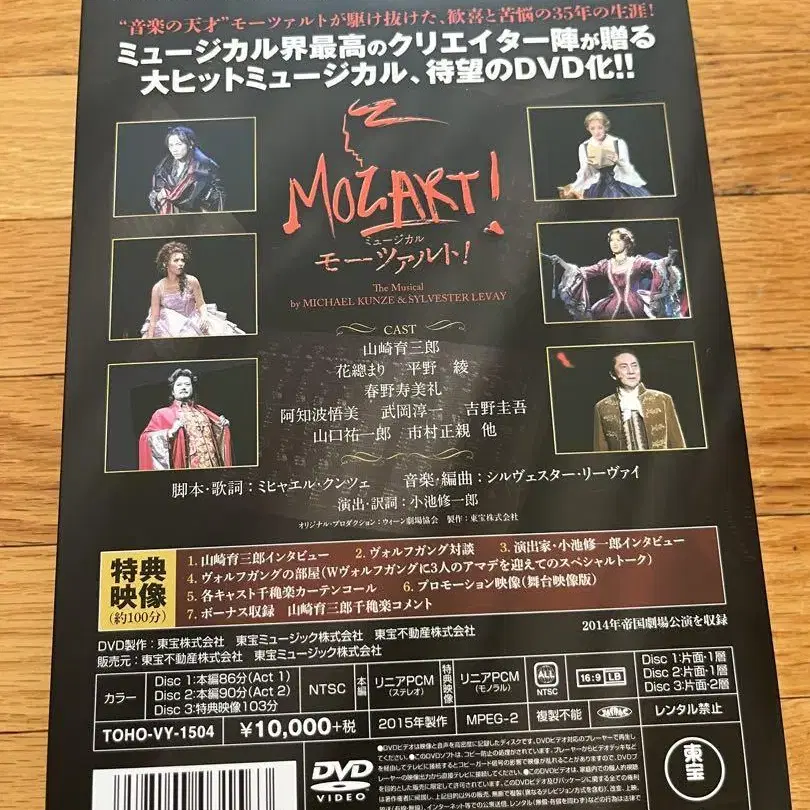 “音楽の天才”モーツァルトが駆け抜けた、歓喜と苦悩の35年の生涯!
ミュージカル界最高のクリエイター陣が贈る
大ヒットミュージカル、待望のDVD化!!
MOZART!
ミュージカル
モーツァルト!
The Musical
by MICHAEL KUNZE & SYLVESTER LEVAY
CAST
山崎育三郎
花總まり 平野 綾
春野寿美礼
阿知波悟美 武岡淳一 吉野圭吾
山口祐一郎 市村正親 他
脚本・歌詞:ミヒャエル・クンツェ 音楽・編曲:シルヴェスター・リーヴァイ
演出・訳詞:小池修一郎
オリジナル・プロダクション:ウィーン劇場協会 製作:東宝株式会社
特典映像(約100分)
1. 山崎育三郎インタビュー 2. ヴォルフガング対談 3. 演出家・小池修一郎インタビュー
4. ヴォルフガングの部屋(Wヴォルフガングに3人のアマデを迎えてのスペシャルトーク)
5. 各キャスト千穐楽カーテンコール 6. プロモーション映像(舞台映像版)
7. ボーナス収録 山崎育三郎千穐楽コメント
2014年帝国劇場公演を収録
DVD製作:東宝株式会社 東宝ミュージック株式会社 東宝不動産株式会社
販売元:東宝不動産株式会社 東宝ミュージック株式会社
カラー
Disc 1:本編86分(Act 1)
Disc 2:本編90分(Act 2)
Disc 3:特典映像103分
NTSC
本編
リニアPCM
(ステレオ)
特典映像
リニアPCM
(モノラル)
ALL
NTSC
16:9 LB
Disc 1:片面・1層
Disc 2:片面・1層
Disc 3:片面・2層
TOHO-VY-1504
¥10,000+税
2015年製作
MPEG-2
複製不能
JASRAC
レンタル禁止
DVD
VIDEO
東宝